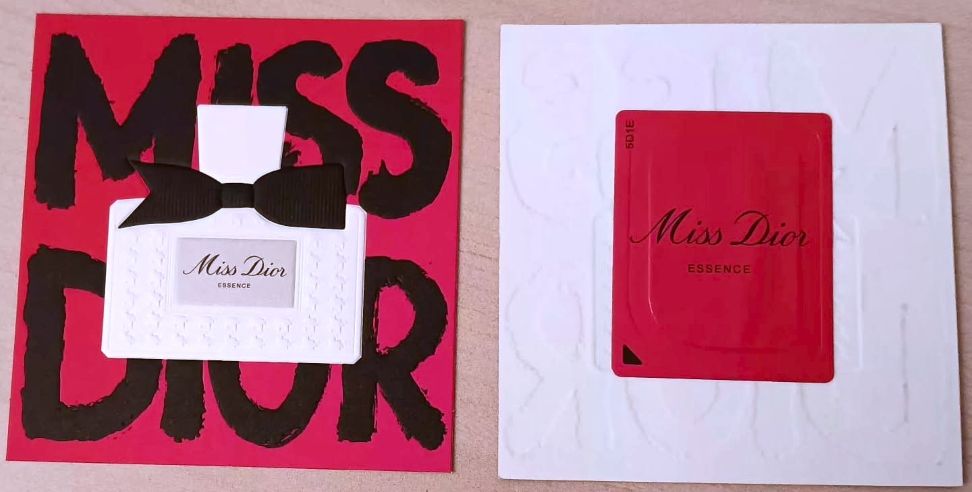 MISS
DIOR
Miss Dior
ESSENCE
5D1E
Miss Dior
ESSENCE